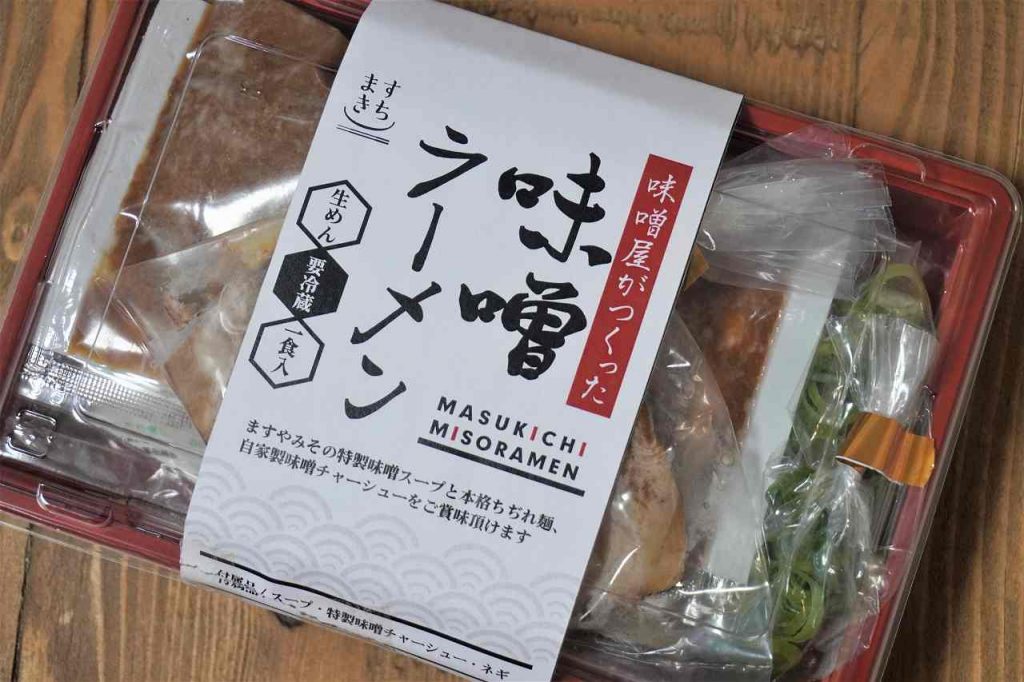 味噌屋がつくった
味噌
ラーメン
ますきち
生めん
要冷蔵
一食入
MASUKICHI
MISORAMEN
ますやみその特製味噌スープと本格ちぢれ麺、
自家製味噌チャーシューをご賞味頂けます
付属品/スープ・特製味噌チャーシュー・ネギ